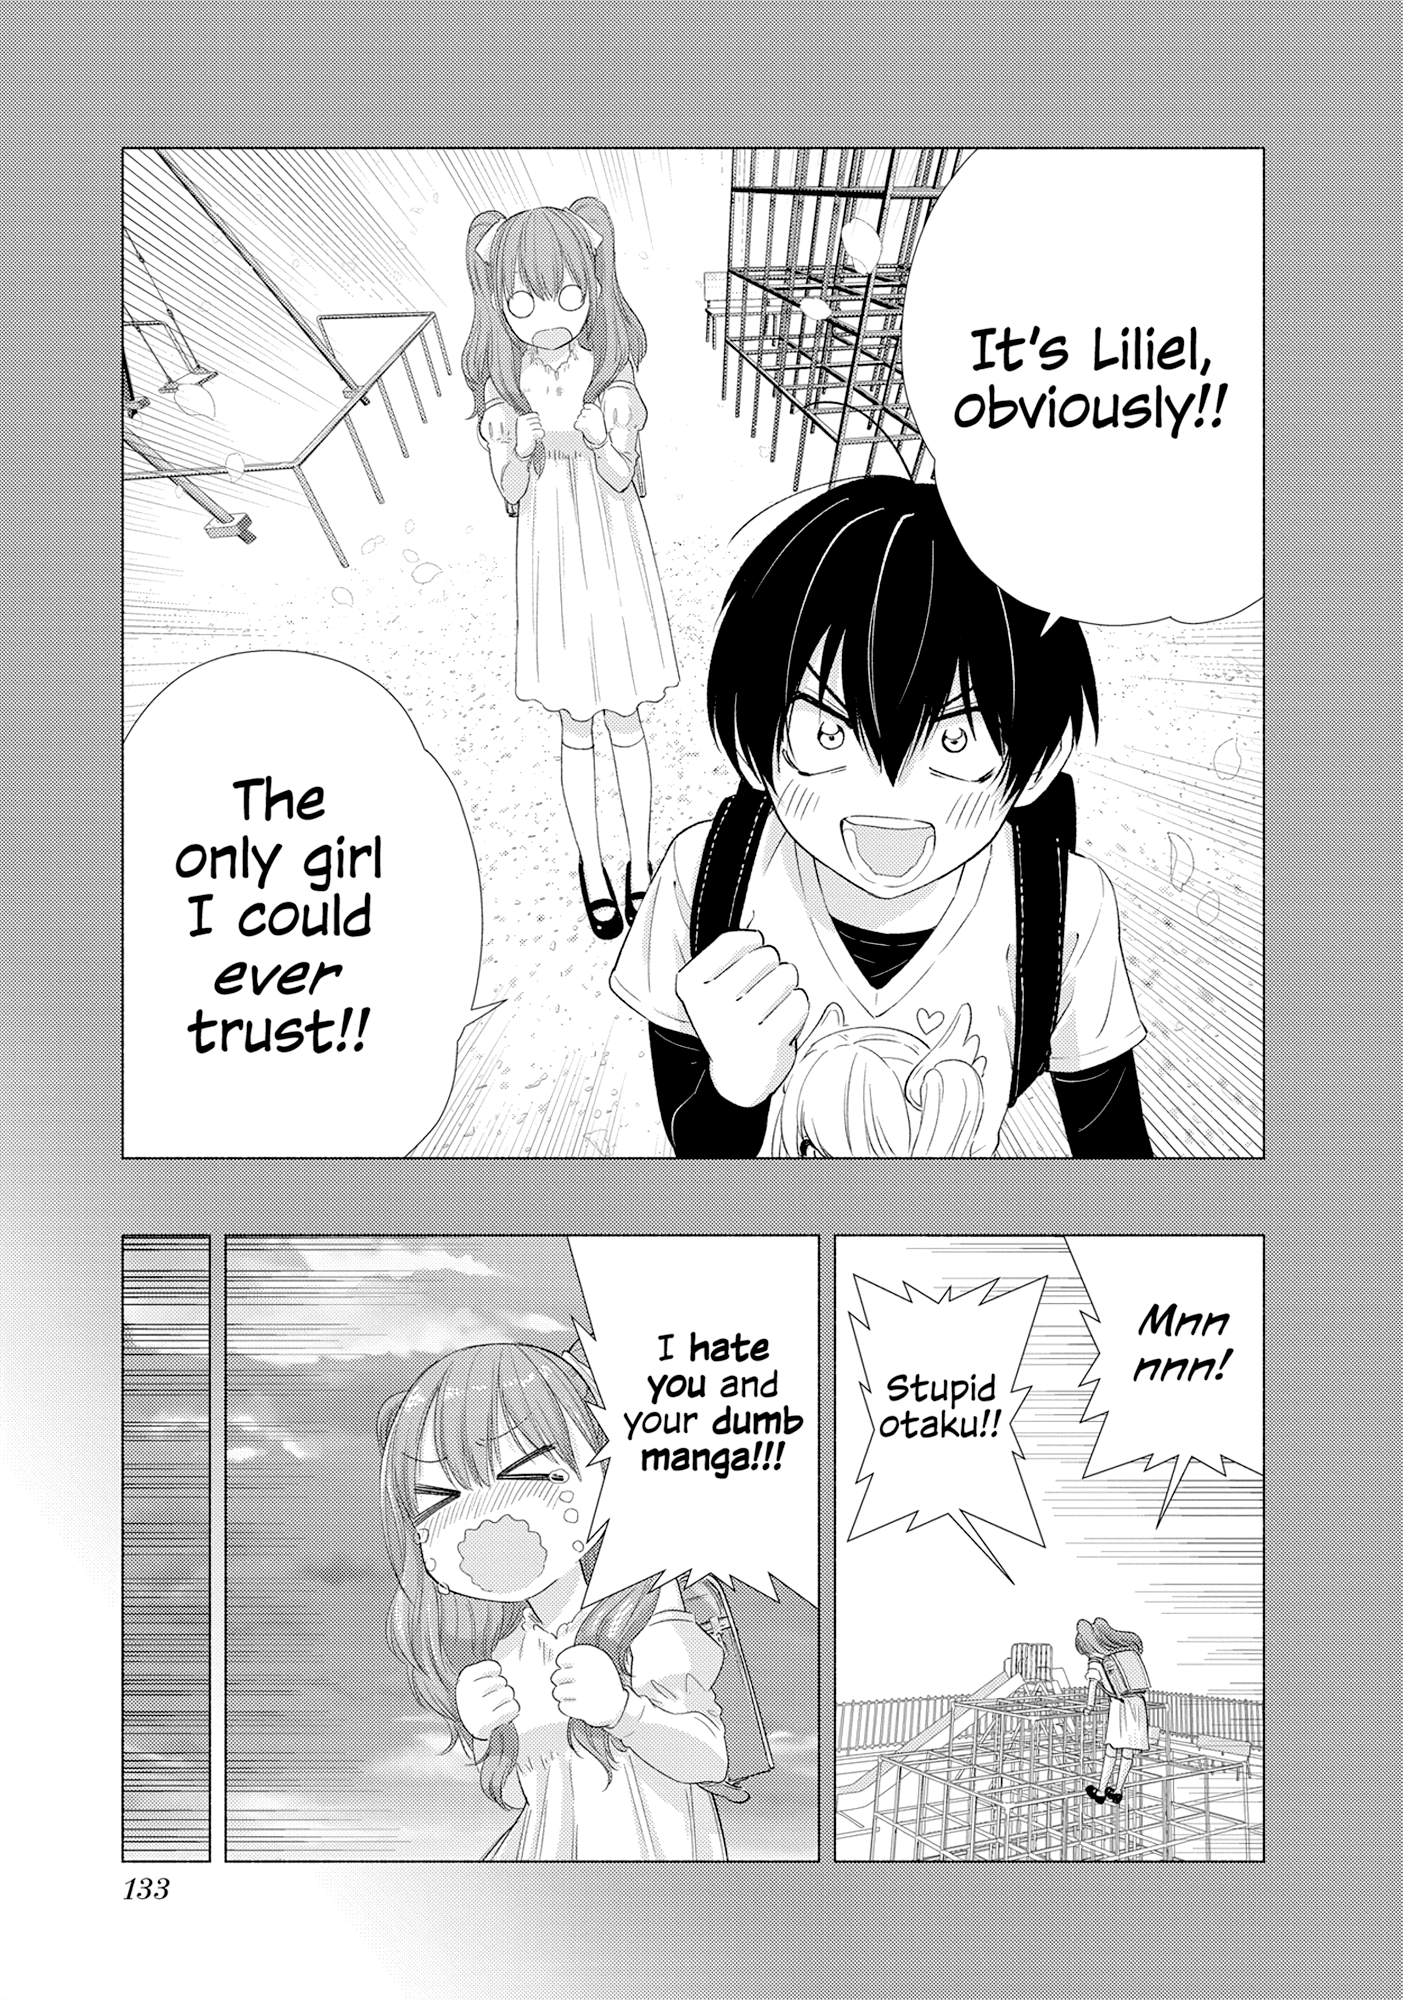 It's Liliel,
obviously!!
The
only girl
I could
ever
trust!!
Mnn
nnn!
Stupid
otaku!!
I hate
you and
your dumb
manga!!!
133